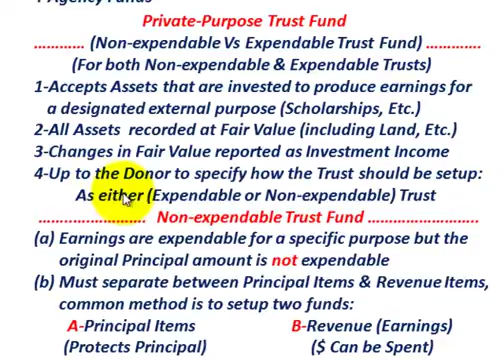 4 Agency Funds
Private-Purpose Trust Fund
………… (Non-expendable Vs Expendable Trust Fund) ………….
(For both Non-expendable & Expendable Trusts)
1-Accepts Assets that are invested to produce earnings for
a designated external purpose (Scholarships, Etc.)
2-All Assets recorded at Fair Value (including Land, Etc.)
3-Changes in Fair Value reported as Investment Income
4-Up to the Donor to specify how the Trust should be setup:
As either (Expendable or Non-expendable) Trust
…………………… Non-expendable Trust Fund ……………………..
(a) Earnings are expendable for a specific purpose but the
original Principal amount is not expendable
(b) Must separate between Principal Items & Revenue Items,
common method is to setup two funds:
A-Principal Items B-Revenue (Earnings)
(Protects Principal) ($ Can be Spent)